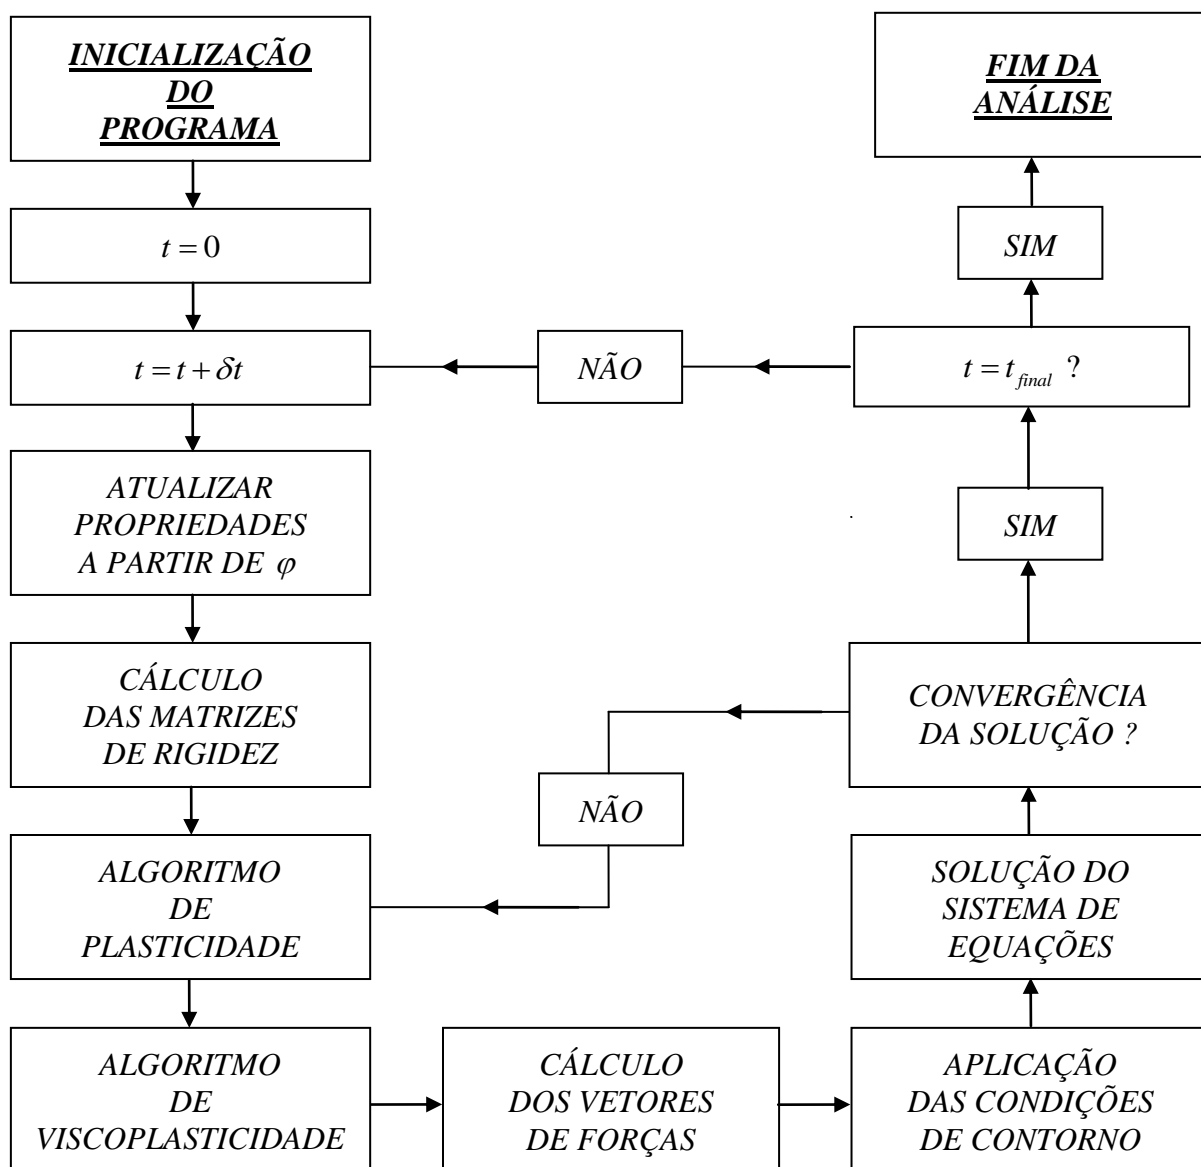 INICIALIZAÇÃO
DO
PROGRAMA
t = 0
t = t + δt
ATUALIZAR
PROPRIEDADES
A PARTIR DE φ
CÁLCULO
DAS MATRIZES
DE RIGIDEZ
ALGORITMO
DE
PLASTICIDADE
ALGORITMO
DE
VISCOPLASTICIDADE
CÁLCULO
DOS VETORES
DE FORÇAS
APLICAÇÃO
DAS CONDIÇÕES
DE CONTORNO
SOLUÇÃO DO
SISTEMA DE
EQUAÇÕES
CONVERGÊNCIA
DA SOLUÇÃO ?
NÃO
SIM
t = t_final ?
NÃO
SIM
FIM DA
ANÁLISE